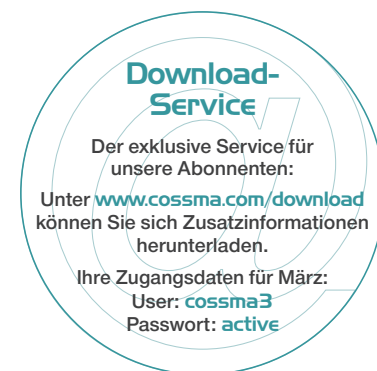 Download-
Service
Der exklusive Service für
unsere Abonnenten:
Unter www.cossma.com/download
können Sie sich Zusatzinformationen
herunterladen.
Ihre Zugangsdaten für März:
User: cossma3
Passwort: active